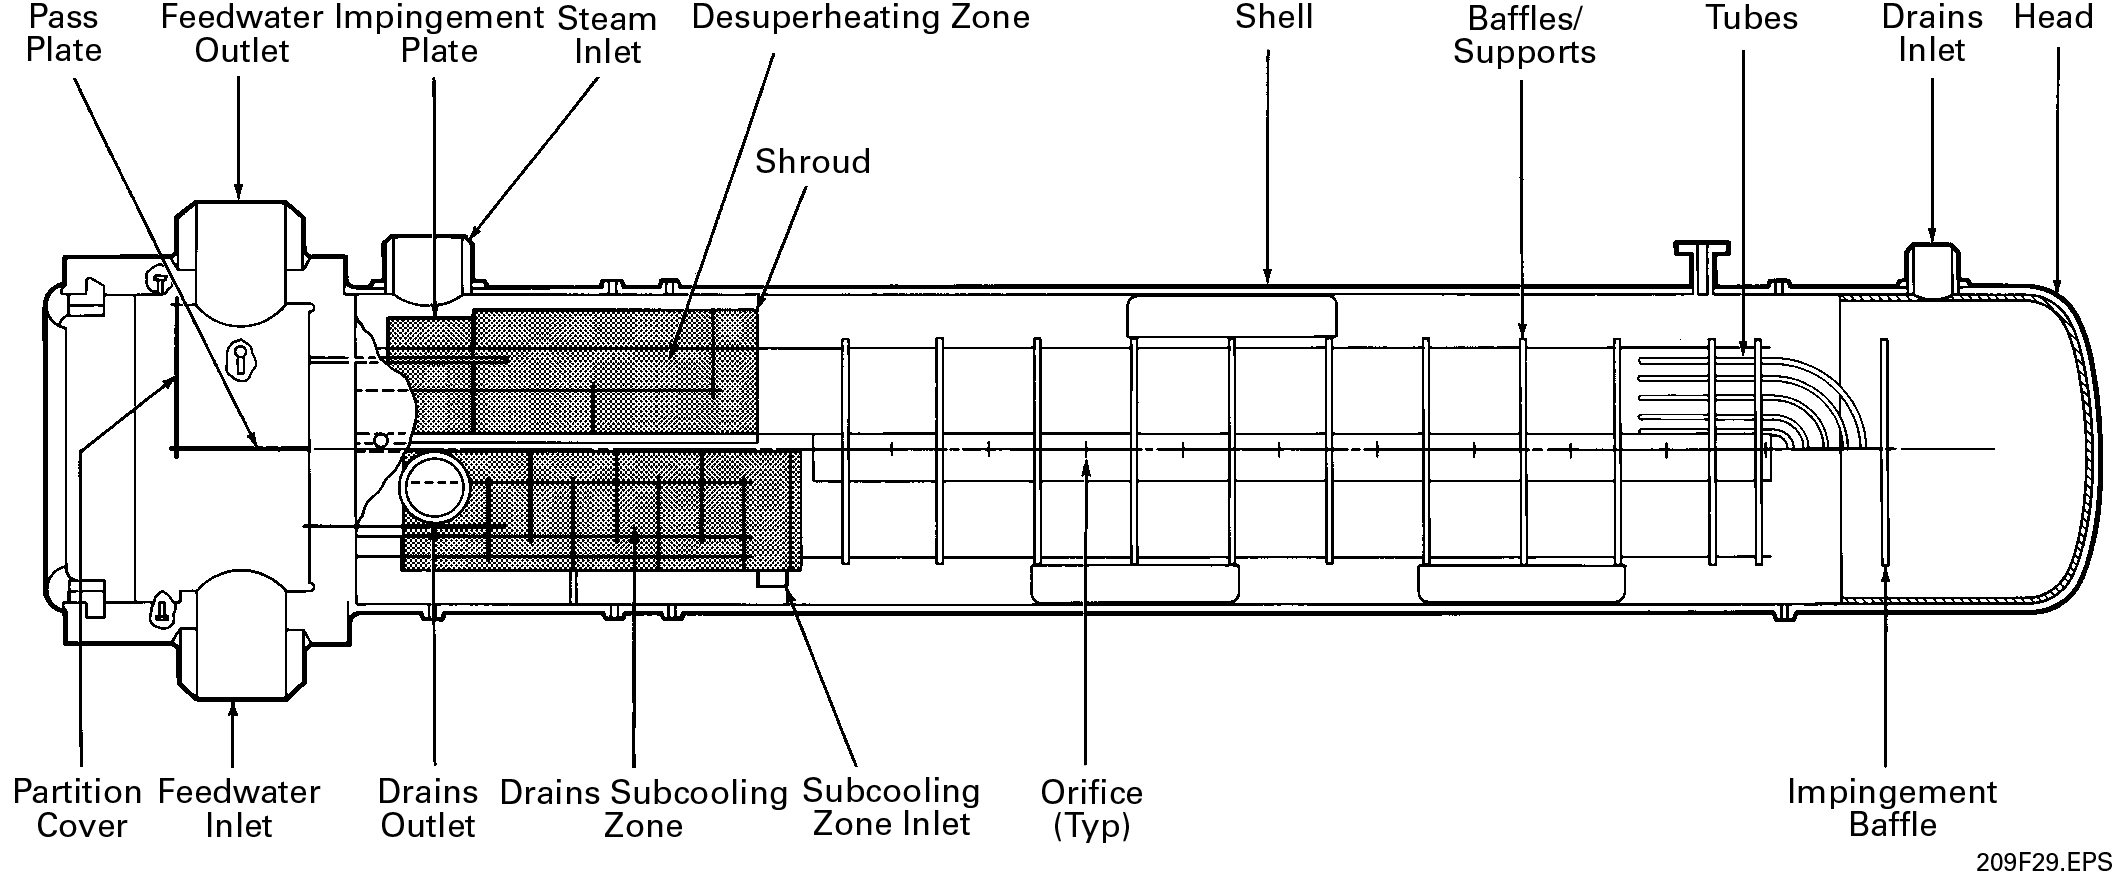 Pass
Plate
Feedwater
Outlet
Impingement
Plate
Steam
Inlet
Desuperheating Zone
Shell
Baffles/
Supports
Tubes
Drains
Inlet
Head
Shroud
Partition
Cover
Feedwater
Inlet
Drains
Outlet
Drains Subcooling
Zone
Subcooling
Zone Inlet
Orifice
(Typ)
Impingement
Baffle
209F29.EPS